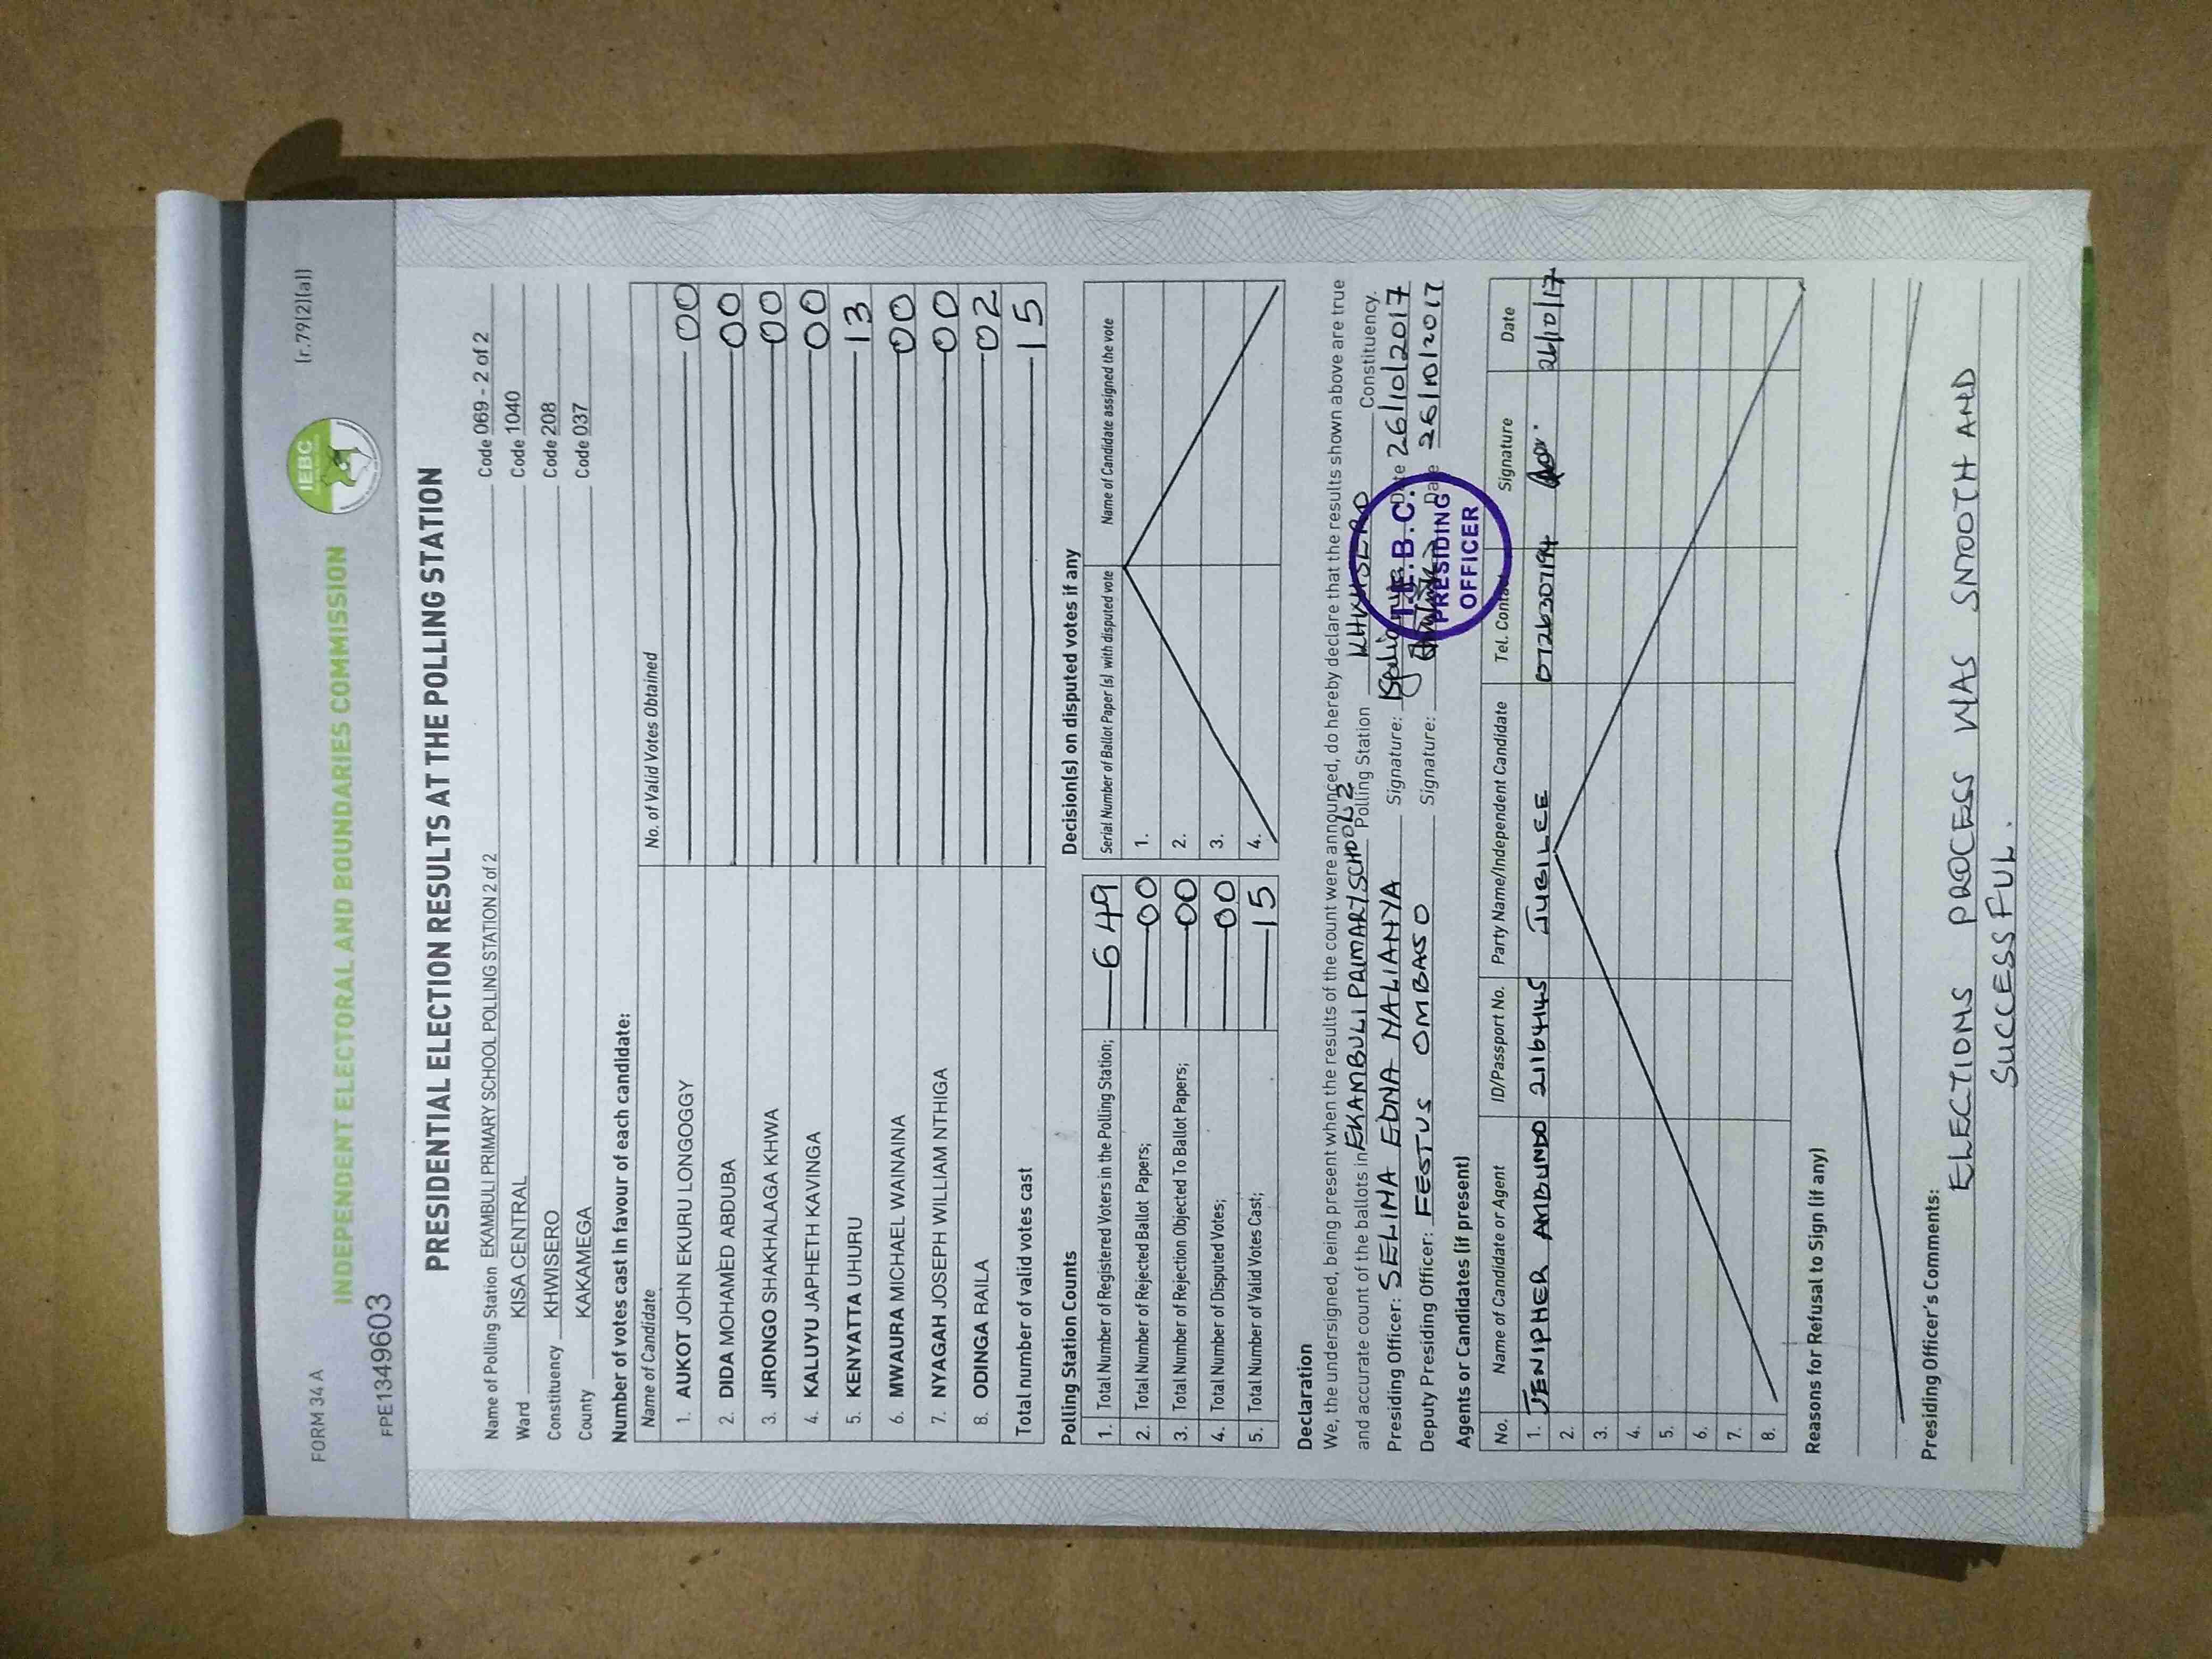 FORM 34 A
[r.79(2)(a)]
IEBC
INDEPENDENT ELECTORAL AND BOUNDARIES COMMISSION
FPE1349603
PRESIDENTIAL ELECTION RESULTS AT THE POLLING STATION
Name of Polling Station EKAMBULI PRIMARY SCHOOL POLLING STATION 2 of 2 Code 069 - 2 of 2
Ward KISA CENTRAL Code 1040
Constituency KHWISERO Code 208
County KAKAMEGA Code 037
Number of votes cast in favour of each candidate:
Name of Candidate No. of Valid Votes Obtained
1. AUKOT JOHN EKURU LONGOGGY 00
2. DIDA MOHAMED ABDUBA 00
3. JIRONGO SHAKHALAGA KHWA 00
4. KALUYU JAPHETH KAVINGA 00
5. KENYATTA UHURU 13
6. MWAURA MICHAEL WAINAINA 00
7. NYAGAH JOSEPH WILLIAM NTHIGA 00
8. ODINGA RAILA 02
Total number of valid votes cast 15
Polling Station Counts
1. Total Number of Registered Voters in the Polling Station; 649
2. Total Number of Rejected Ballot Papers; 00
3. Total Number of Rejection Objected To Ballot Papers; 00
4. Total Number of Disputed Votes; 00
5. Total Number of Valid Votes Cast; 15
Decision(s) on disputed votes if any
Serial Number of Ballot Paper (s) with disputed vote Name of Candidate assigned the vote
1.
2.
3.
4.
Declaration
We, the undersigned, being present when the results of the count were announced, do hereby declare that the results shown above are true
and accurate count of the ballots in EKAMBULI PRIMARY SCHOOL 2 Polling Station KHWISERO Constituency.
Presiding Officer: SELIMA EDNA NALIANYA Signature: Date 26/10/2017
Deputy Presiding Officer: FESTUS OMBASO Signature: Date 26/10/2017
I.E.B.C.
PRESIDING
OFFICER
Agents or Candidates (if present)
No. Name of Candidate or Agent ID/Passport No. Party Name/Independent Candidate Tel. Contact Signature Date
1. JENIPHER AMBUNDO 21164145 JUBILEE 0726307194 26/10/17
2.
3.
4.
5.
6.
7.
8.
Reasons for Refusal to Sign (if any)
Presiding Officer's Comments:
ELECTIONS PROCESS WAS SMOOTH AND
SUCCESSFUL.